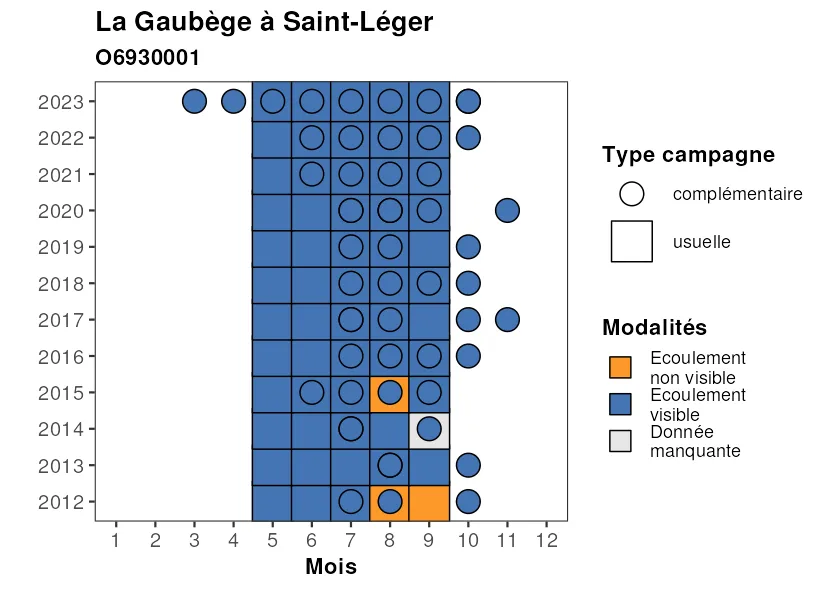 La Gaubège à Saint-Léger
O6930001
2023
2022
2021
2020
2019
2018
2017
2016
2015
2014
2013
2012
1 2 3 4 5 6 7 8 9 10 11 12
Mois
Type campagne
complémentaire
usuelle
Modalités
Ecoulement
non visible
Ecoulement
visible
Donnée
manquante